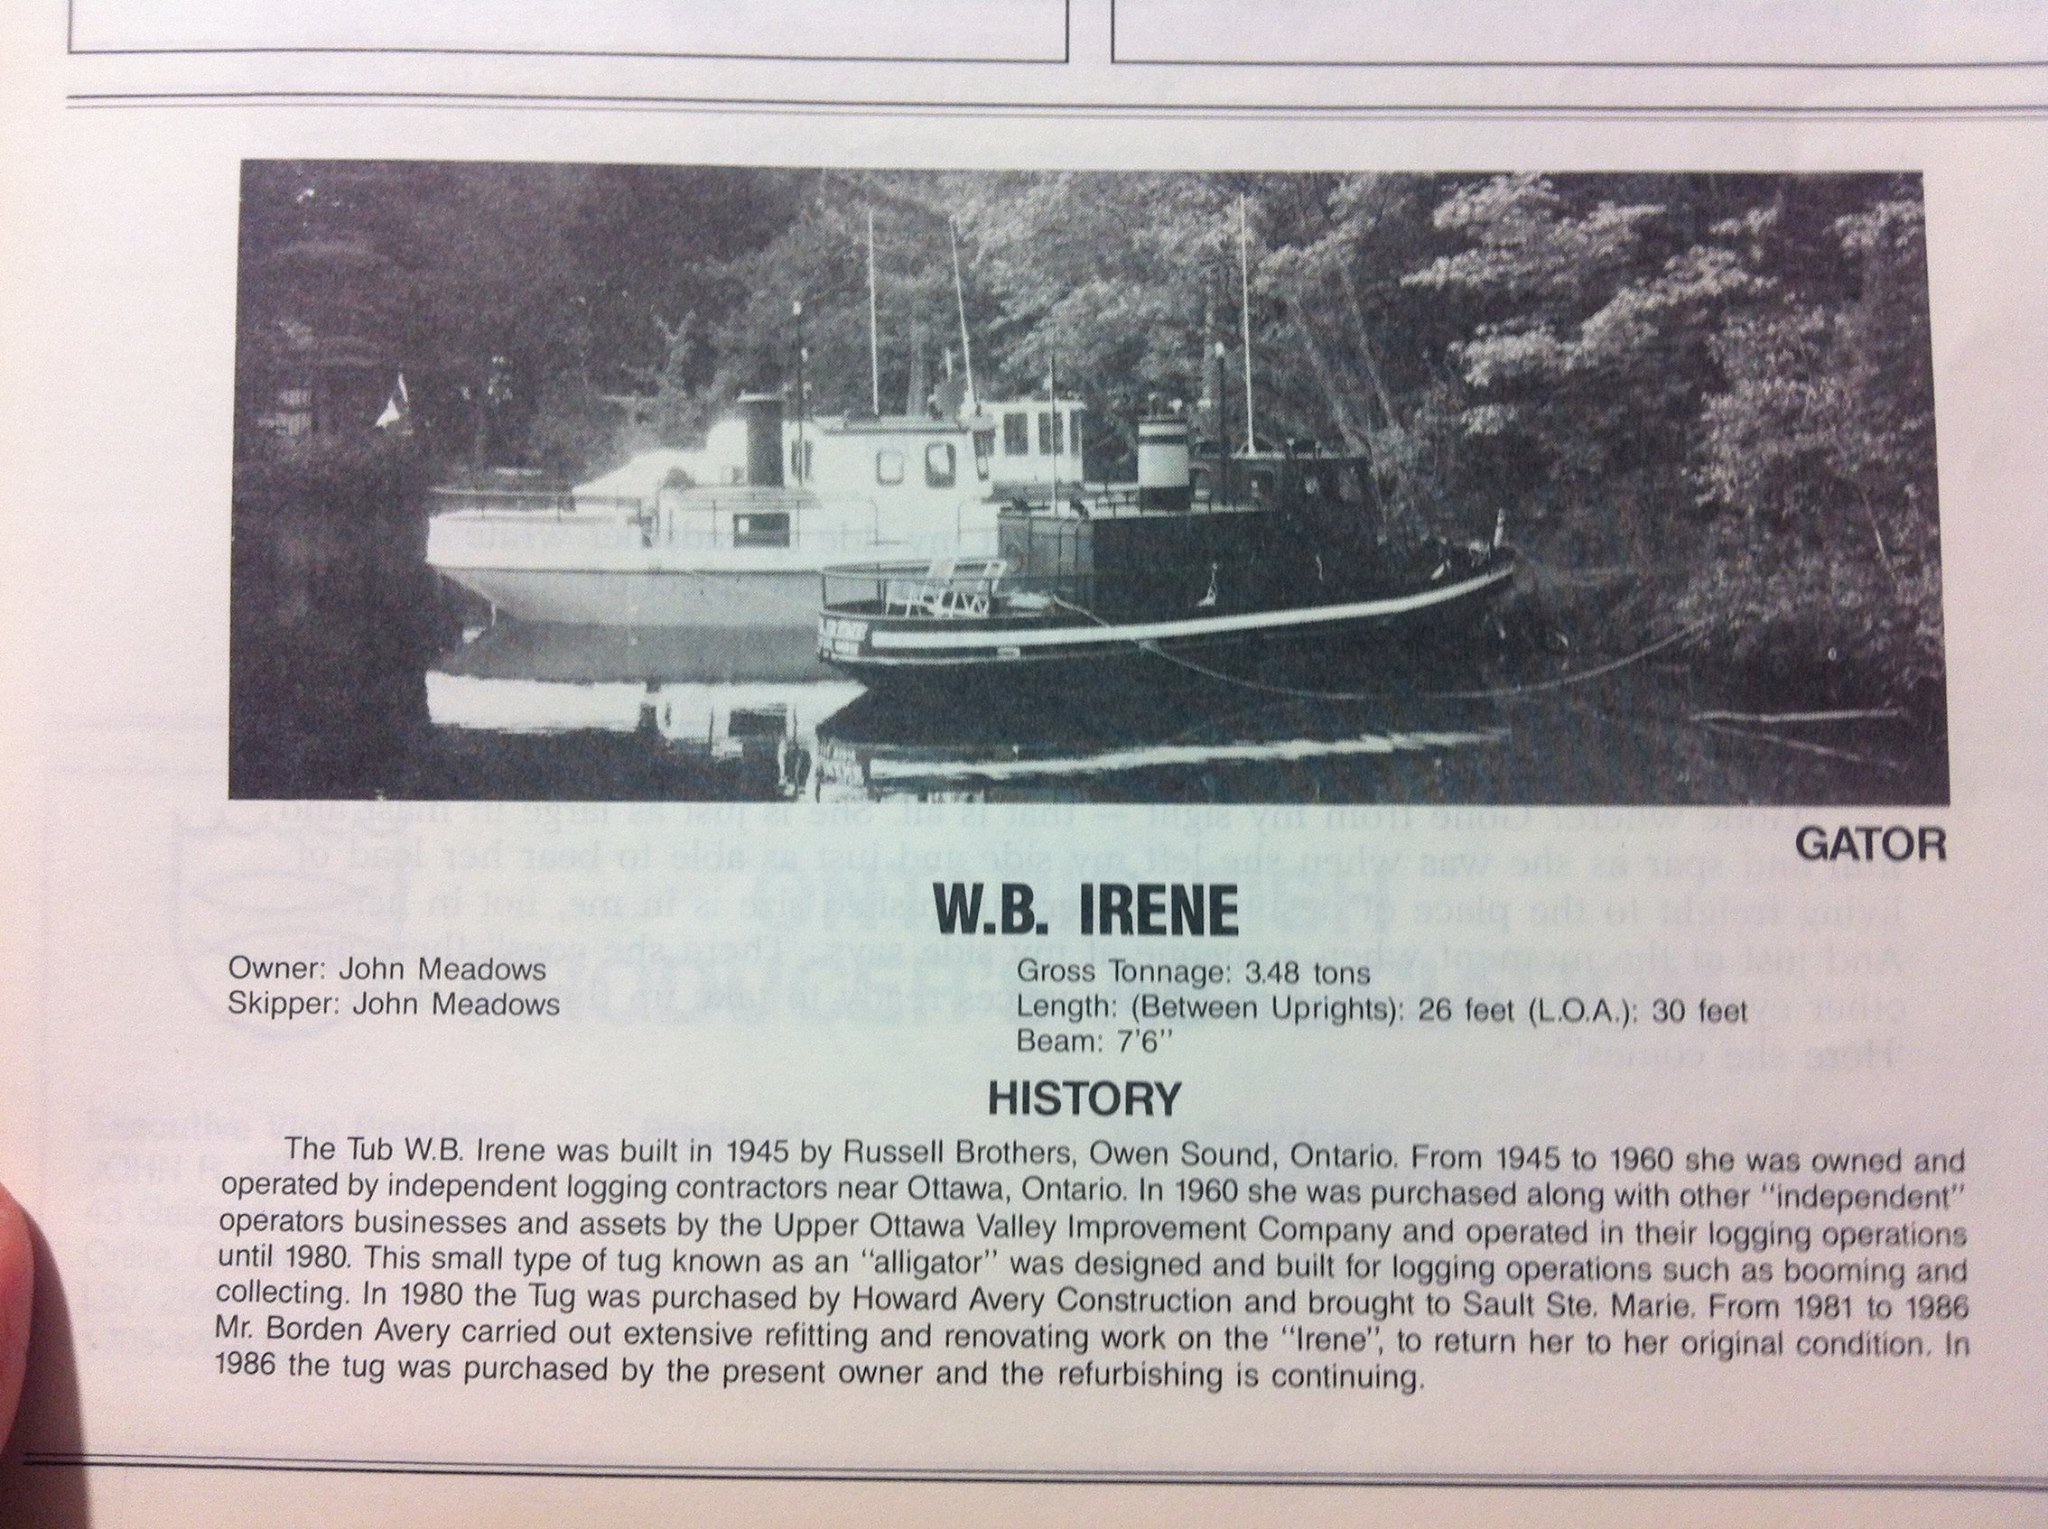 GATOR
W.B. IRENE
Owner: John Meadows
Skipper: John Meadows
Gross Tonnage: 3.48 tons
Length: (Between Uprights): 26 feet (L.O.A.): 30 feet
Beam: 7'6"
HISTORY
The Tub W.B. Irene was built in 1945 by Russell Brothers, Owen Sound, Ontario. From 1945 to 1960 she was owned and
operated by independent logging contractors near Ottawa, Ontario. In 1960 she was purchased along with other "independent"
operators businesses and assets by the Upper Ottawa Valley Improvement Company and operated in their logging operations
until 1980. This small type of tug known as an "alligator" was designed and built for logging operations such as booming and
collecting. In 1980 the Tug was purchased by Howard Avery Construction and brought to Sault Ste. Marie. From 1981 to 1986
Mr. Borden Avery carried out extensive refitting and renovating work on the "Irene", to return her to her original condition. In
1986 the tug was purchased by the present owner and the refurbishing is continuing.